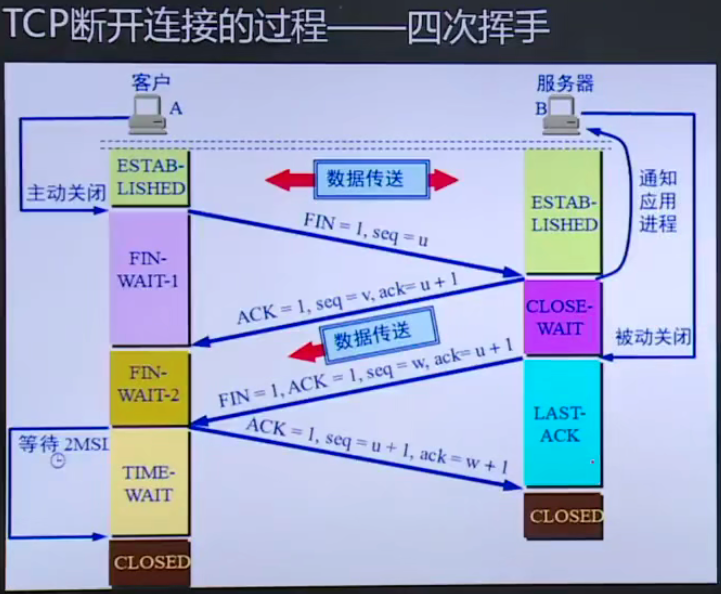 TCP断开连接的过程——四次挥手
客户
A
服务器
B
ESTAB-
LISHED
数据传送
ESTAB-
LISHED
通知
应用
进程
主动关闭
FIN = 1, seq = u
FIN-
WAIT-1
ACK = 1, seq = v, ack= u + 1
CLOSE-
WAIT
数据传送
被动关闭
FIN = 1, ACK = 1, seq = w, ack= u + 1
FIN-
WAIT-2
ACK = 1, seq = u + 1, ack = w + 1
LAST-
ACK
等待 2MSL
TIME-
WAIT
CLOSED
CLOSED